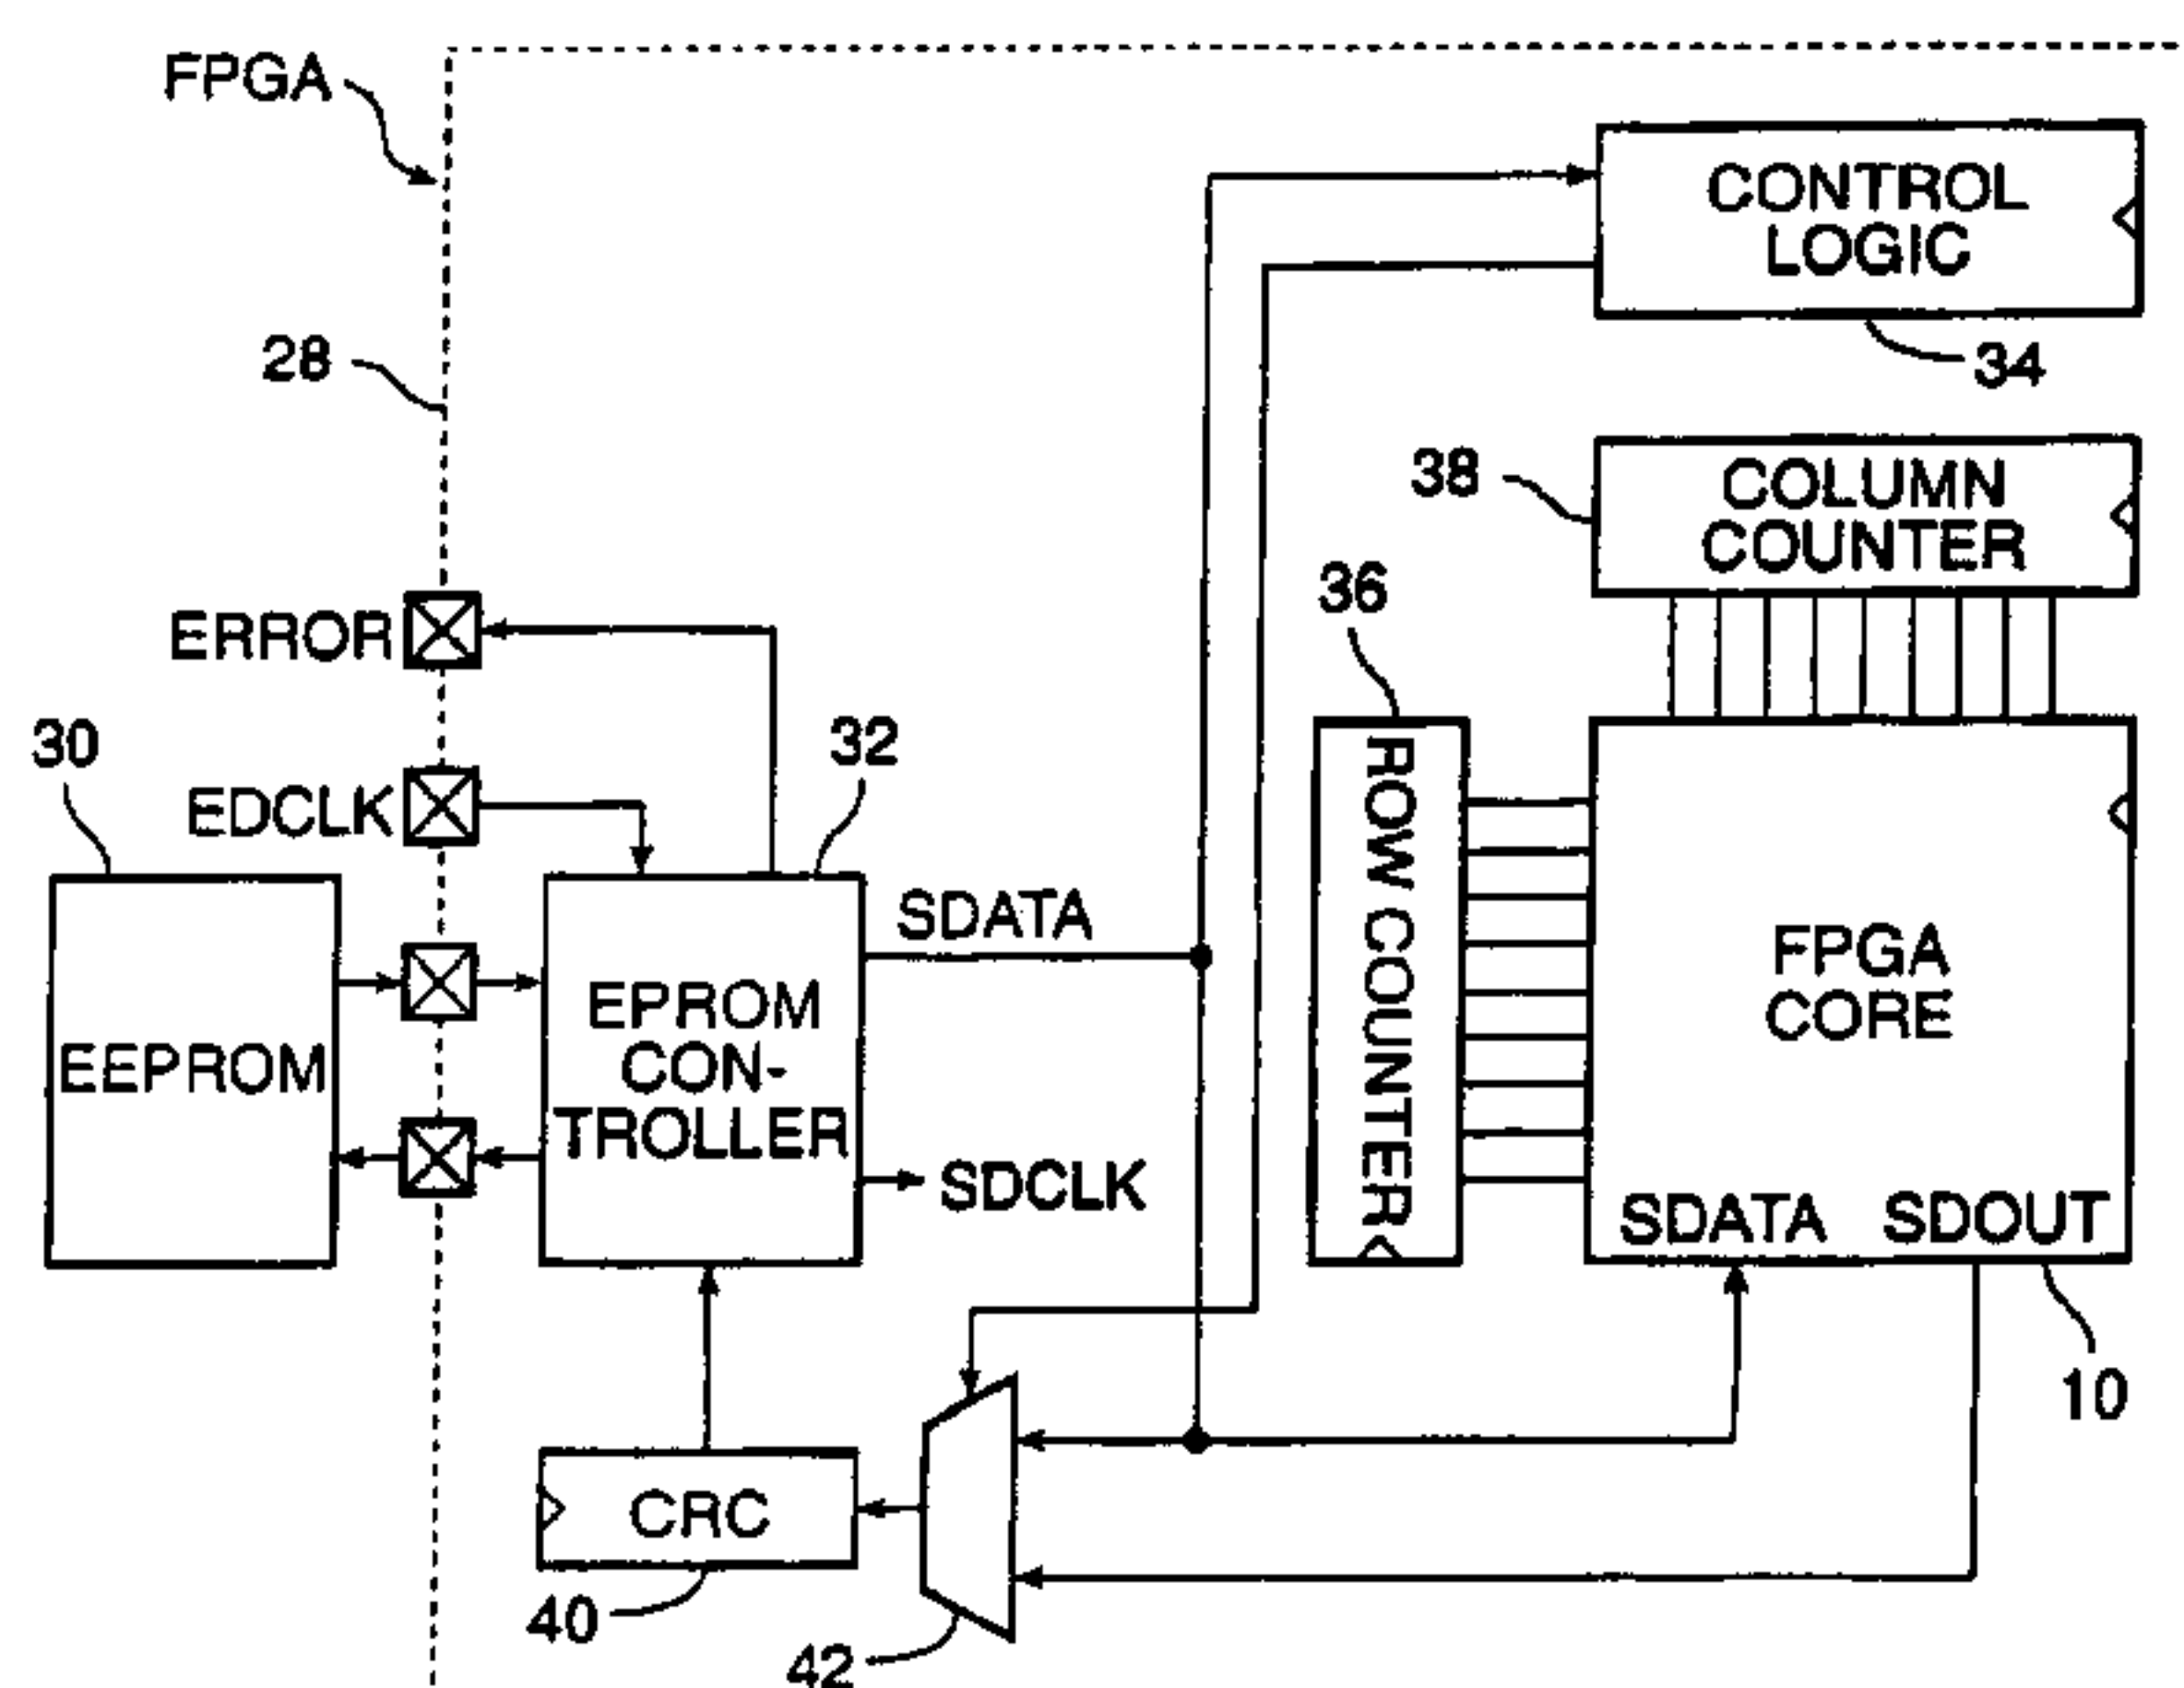 FPGA
CONTROL
LOGIC
34
28
38
COLUMN
COUNTER
36
ERROR
30
32
EDCLK
ROW COUNTER
SDATA
FPGA
CORE
EEPROM
EPROM
CON-
TROLLER
SDCLK
SDATA SDOUT
10
CRC
40
42